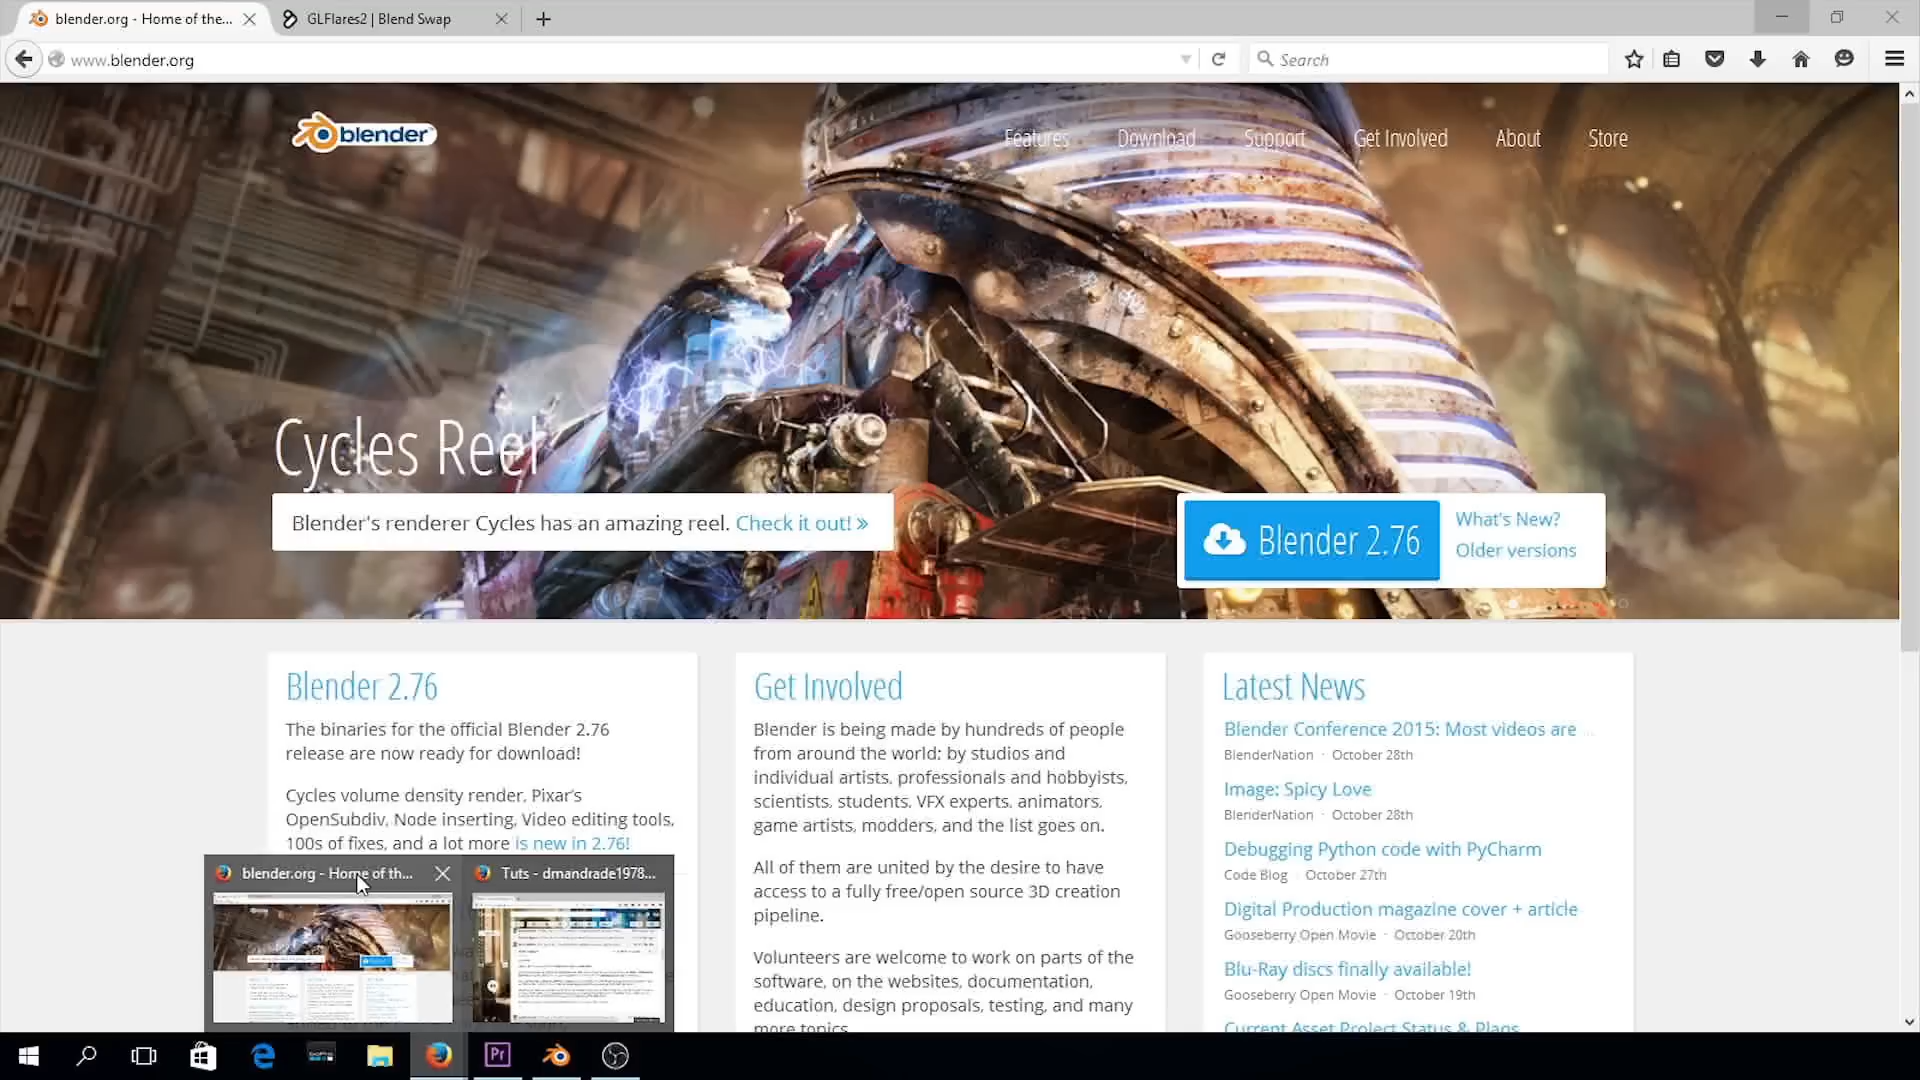 blender.org - Home of the...
GLFlares2 | Blend Swap
www.blender.org
Search
blender
Features
Download
Support
Get Involved
About
Store
Cycles Reel
Blender's renderer Cycles has an amazing reel. Check it out! »
Blender 2.76
What's New?
Older versions
Blender 2.76
The binaries for the official Blender 2.76
release are now ready for download!
Cycles volume density render, Pixar's
OpenSubdiv, Node inserting, Video editing tools,
100s of fixes, and a lot more is new in 2.76!
Get Involved
Blender is being made by hundreds of people
from around the world: by studios and
individual artists, professionals and hobbyists,
scientists, students, VFX experts, animators,
game artists, modders, and the list goes on.
All of them are united by the desire to have
access to a fully free/open source 3D creation
pipeline.
Volunteers are welcome to work on parts of the
software, on the websites, documentation,
education, design proposals, testing, and many
more topics
Latest News
Blender Conference 2015: Most videos are ...
BlenderNation · October 28th
Image: Spicy Love
BlenderNation · October 28th
Debugging Python code with PyCharm
Code Blog · October 27th
Digital Production magazine cover + article
Gooseberry Open Movie · October 20th
Blu-Ray discs finally available!
Gooseberry Open Movie · October 19th
Current Asset Project Status & Plans
blender.org - Home of th...
Tuts - dmandrade1978...
GoPro
Pr